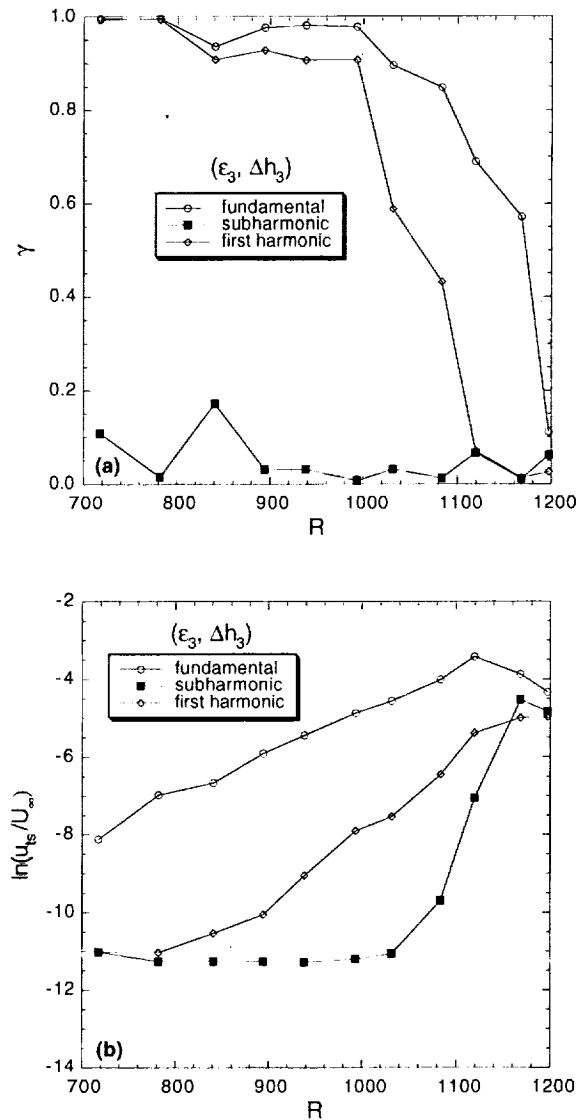 1.0
0.8
0.6
0.4
0.2
0.0
γ
(ε₃, Δh₃)
fundamental
subharmonic
first harmonic
(a)
700 800 900 1000 1100 1200
R
-2
-4
-6
-8
-10
-12
-14
ln(u_ts/U_∞)
(ε₃, Δh₃)
fundamental
subharmonic
first harmonic
(b)
700 800 900 1000 1100 1200
R